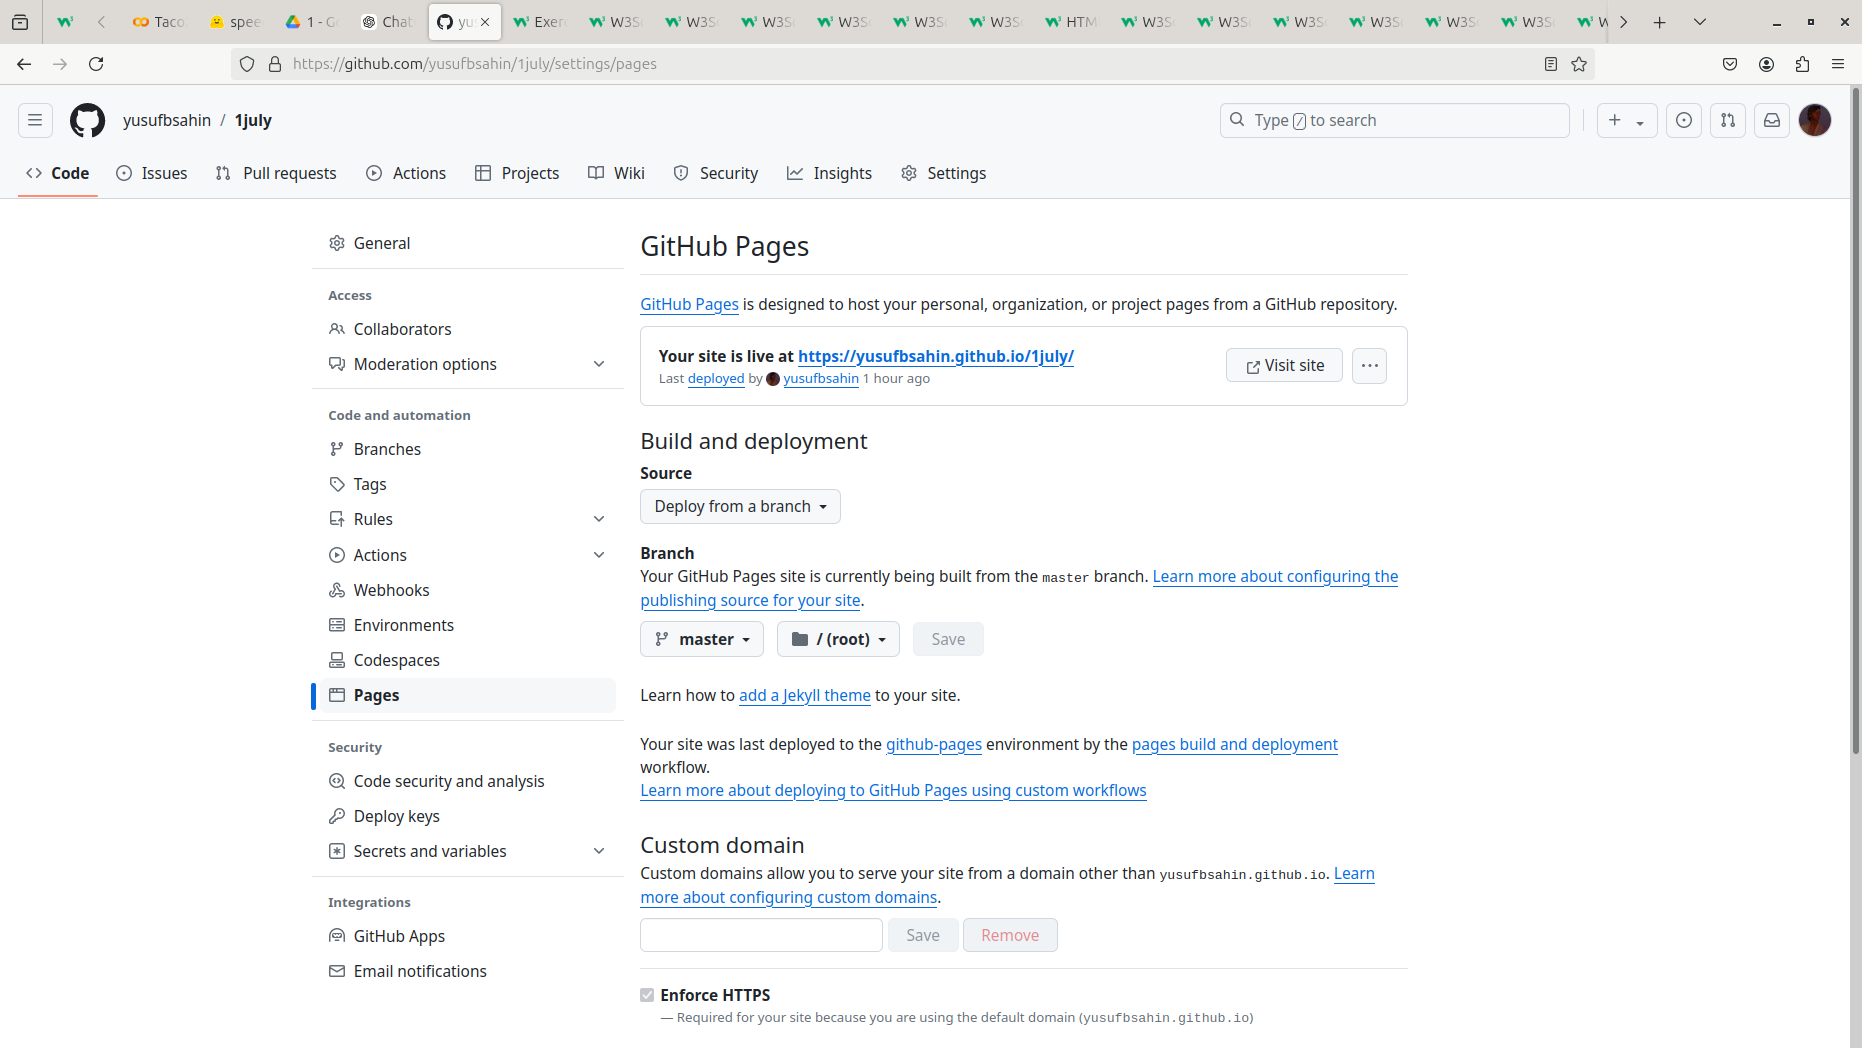 Taco
spee
1 - G
Chat
yu
Exer
W3S
W3S
W3S
W3S
W3S
W3S
HTM
W3S
W3S
W3S
W3S
W3S
W3S
https://github.com/yusufbsahin/1july/settings/pages
yusufbsahin / 1july
Type / to search
Code
Issues
Pull requests
Actions
Projects
Wiki
Security
Insights
Settings
General
Access
Collaborators
Moderation options
Code and automation
Branches
Tags
Rules
Actions
Webhooks
Environments
Codespaces
Pages
Security
Code security and analysis
Deploy keys
Secrets and variables
Integrations
GitHub Apps
Email notifications
GitHub Pages
GitHub Pages is designed to host your personal, organization, or project pages from a GitHub repository.
Your site is live at https://yusufbsahin.github.io/1july/
Last deployed by yusufbsahin 1 hour ago
Visit site
Build and deployment
Source
Deploy from a branch
Branch
Your GitHub Pages site is currently being built from the master branch. Learn more about configuring the
publishing source for your site.
master
/ (root)
Save
Learn how to add a Jekyll theme to your site.
Your site was last deployed to the github-pages environment by the pages build and deployment
workflow.
Learn more about deploying to GitHub Pages using custom workflows
Custom domain
Custom domains allow you to serve your site from a domain other than yusufbsahin.github.io. Learn
more about configuring custom domains.
Save
Remove
Enforce HTTPS
— Required for your site because you are using the default domain (yusufbsahin.github.io)